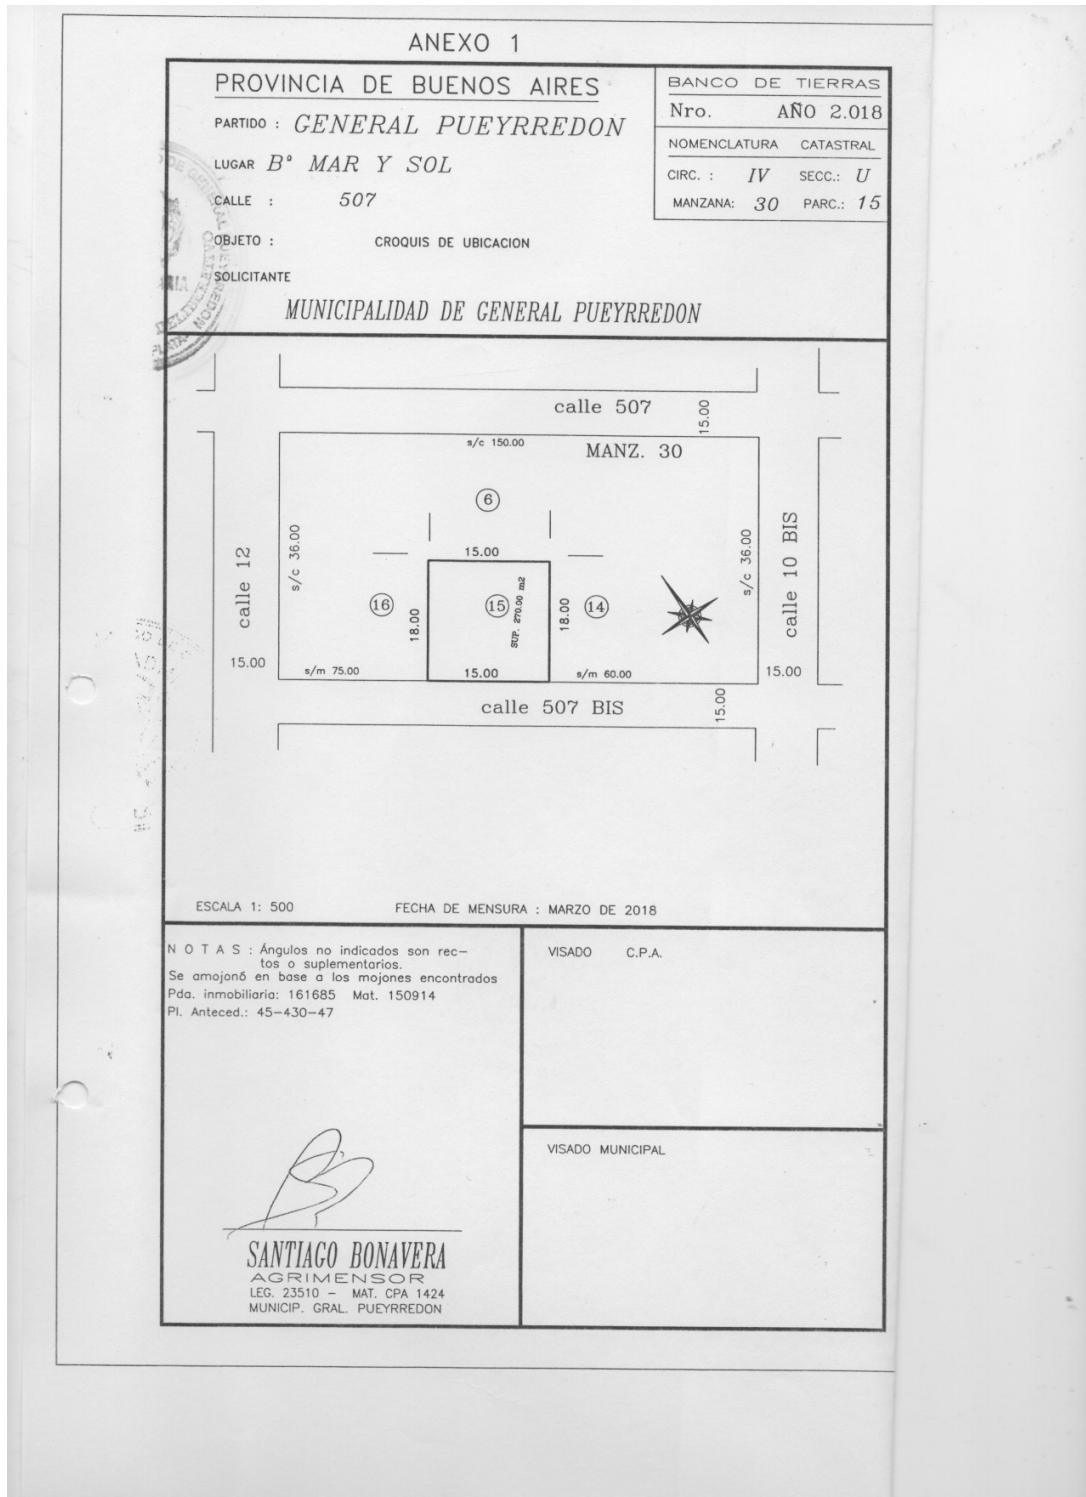 ANEXO 1
PROVINCIA DE BUENOS AIRES
PARTIDO : GENERAL PUEYRREDON
LUGAR Bº MAR Y SOL
CALLE : 507
OBJETO : CROQUIS DE UBICACION
SOLICITANTE
MUNICIPALIDAD DE GENERAL PUEYRREDON
BANCO DE TIERRAS
Nro. AÑO 2.018
NOMENCLATURA CATASTRAL
CIRC. : IV SECC.: U
MANZANA: 30 PARC.: 15
calle 507
15.00
s/c 150.00
MANZ. 30
6
calle 12
s/c 36.00
15.00
16
18.00
15
SUP. 270.00 m2
18.00
14
s/c 36.00
calle 10 BIS
15.00
s/m 75.00
15.00
s/m 60.00
15.00
calle 507 BIS
15.00
ESCALA 1: 500
FECHA DE MENSURA : MARZO DE 2018
N O T A S : Ángulos no indicados son rec-
tos o suplementarios.
Se amojonó en base a los mojones encontrados
Pda. inmobiliaria: 161685 Mat. 150914
Pl. Anteced.: 45-430-47
SANTIAGO BONAVERA
AGRIMENSOR
LEG. 23510 - MAT. CPA 1424
MUNICIP. GRAL. PUEYRREDON
VISADO C.P.A.
VISADO MUNICIPAL